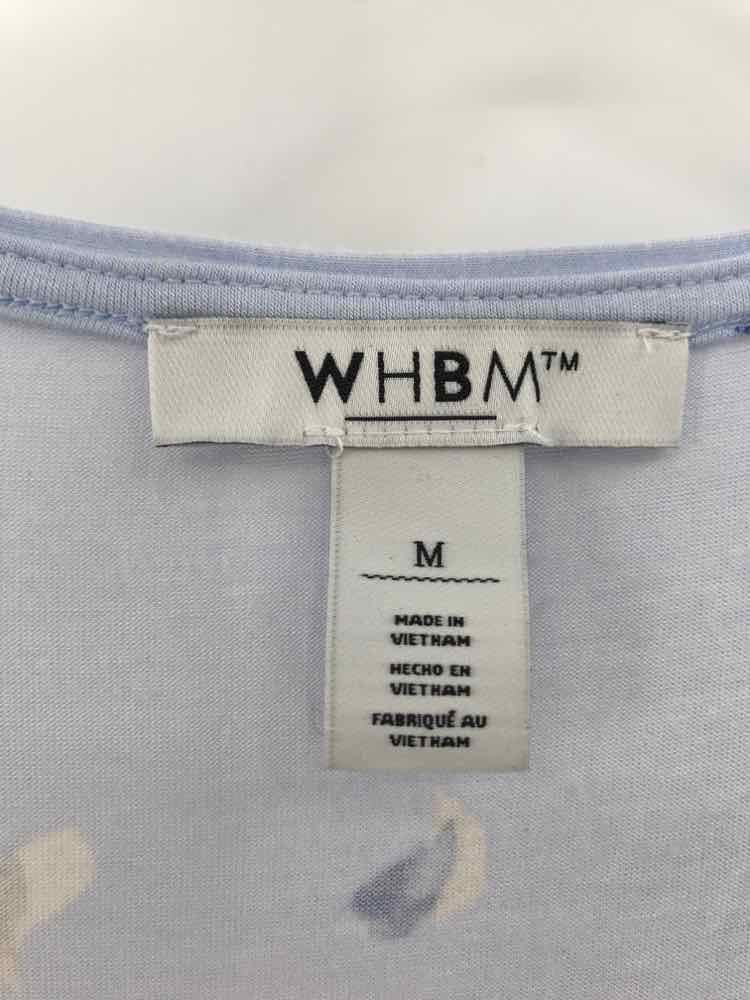 WHBM™
M
MADE IN
VIETNAM
HECHO EN
VIETNAM
FABRIQUÉ AU
VIETNAM